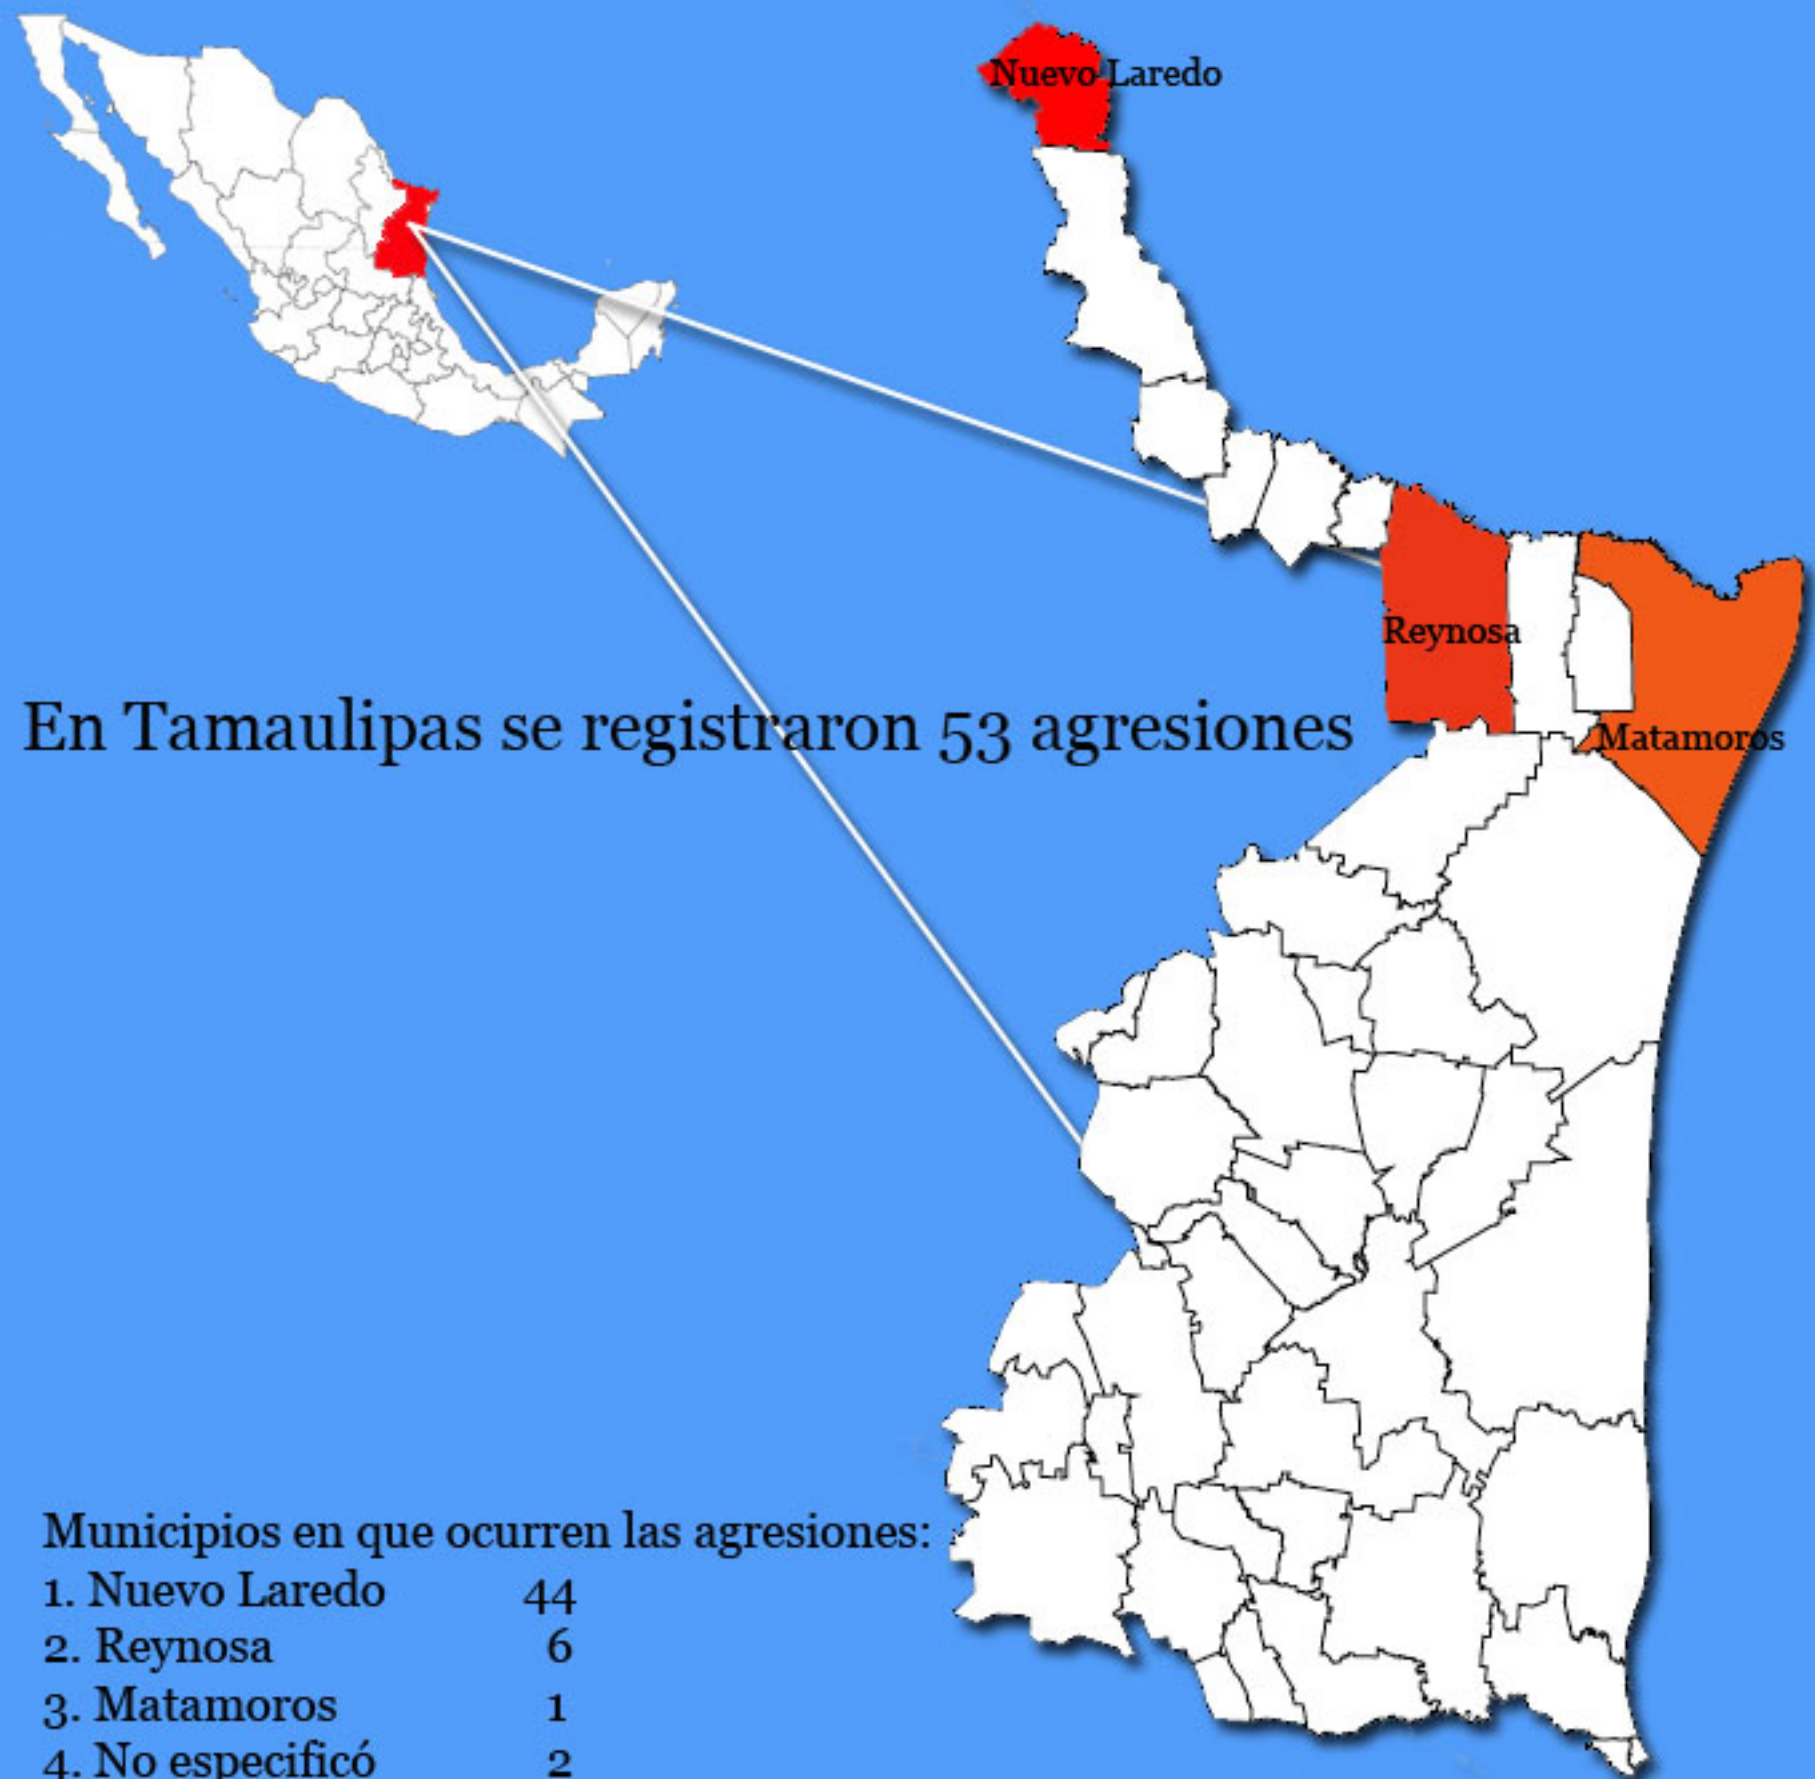 Nuevo Laredo
Reynosa
En Tamaulipas se registraron 53 agresiones
Matamoros
Municipios en que ocurren las agresiones:
1. Nuevo Laredo 44
2. Reynosa 6
3. Matamoros 1
4. No especificó 2